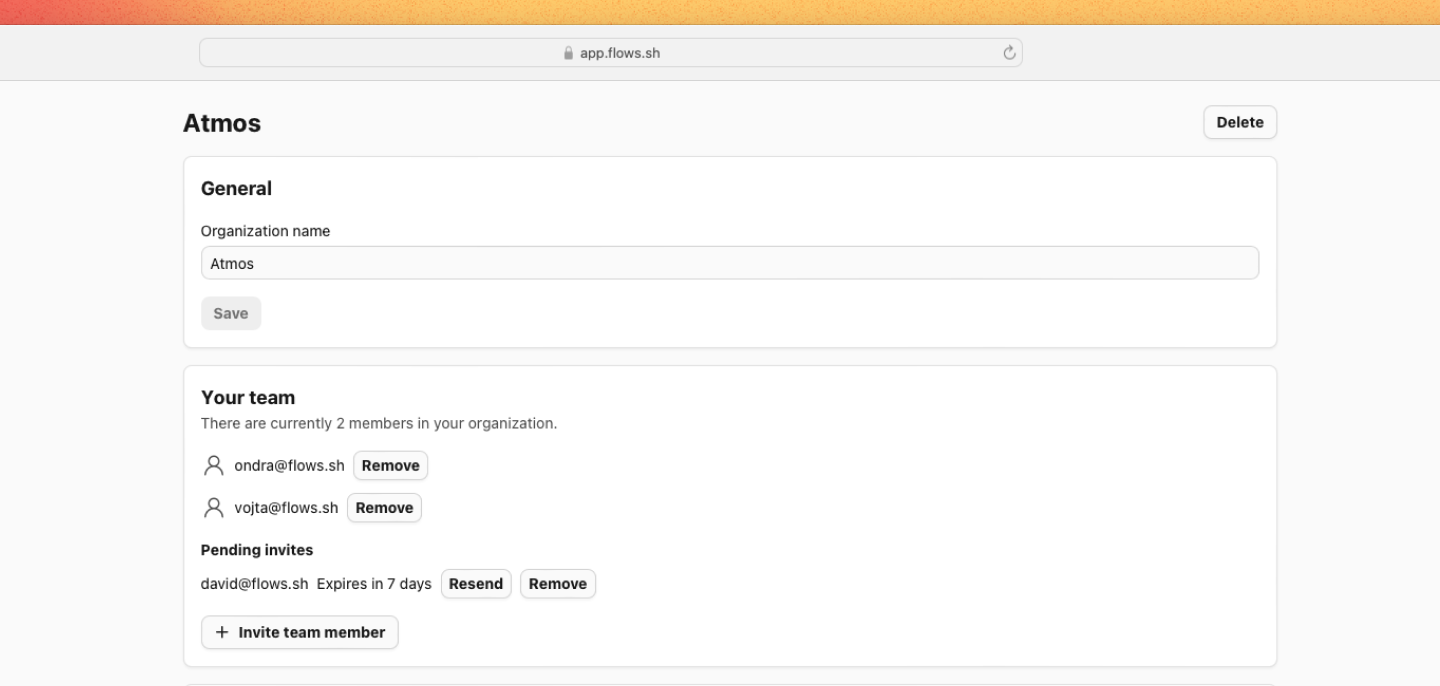 app.flows.sh
Atmos Delete
General
Organization name
Atmos
Save
Your team
There are currently 2 members in your organization.
ondra@flows.sh Remove
vojta@flows.sh Remove
Pending invites
david@flows.sh Expires in 7 days Resend Remove
+ Invite team member